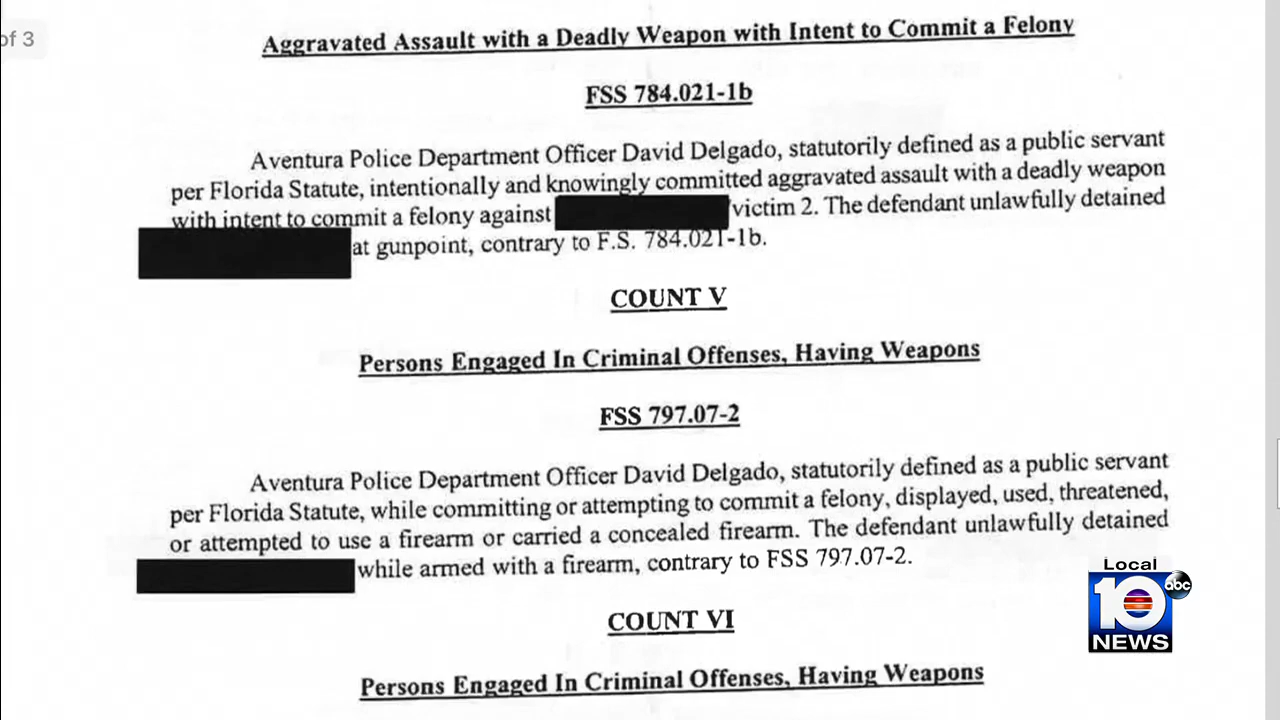 of 3
Aggravated Assault with a Deadly Weapon with Intent to Commit a Felony
FSS 784.021-1b
Aventura Police Department Officer David Delgado, statutorily defined as a public servant
per Florida Statute, intentionally and knowingly committed aggravated assault with a deadly weapon
with intent to commit a felony against victim 2. The defendant unlawfully detained
at gunpoint, contrary to F.S. 784.021-1b.
COUNT V
Persons Engaged In Criminal Offenses, Having Weapons
FSS 797.07-2
Aventura Police Department Officer David Delgado, statutorily defined as a public servant
per Florida Statute, while committing or attempting to commit a felony, displayed, used, threatened,
or attempted to use a firearm or carried a concealed firearm. The defendant unlawfully detained
while armed with a firearm, contrary to FSS 797.07-2.
COUNT VI
Persons Engaged In Criminal Offenses, Having Weapons
Local
10
abc
NEWS